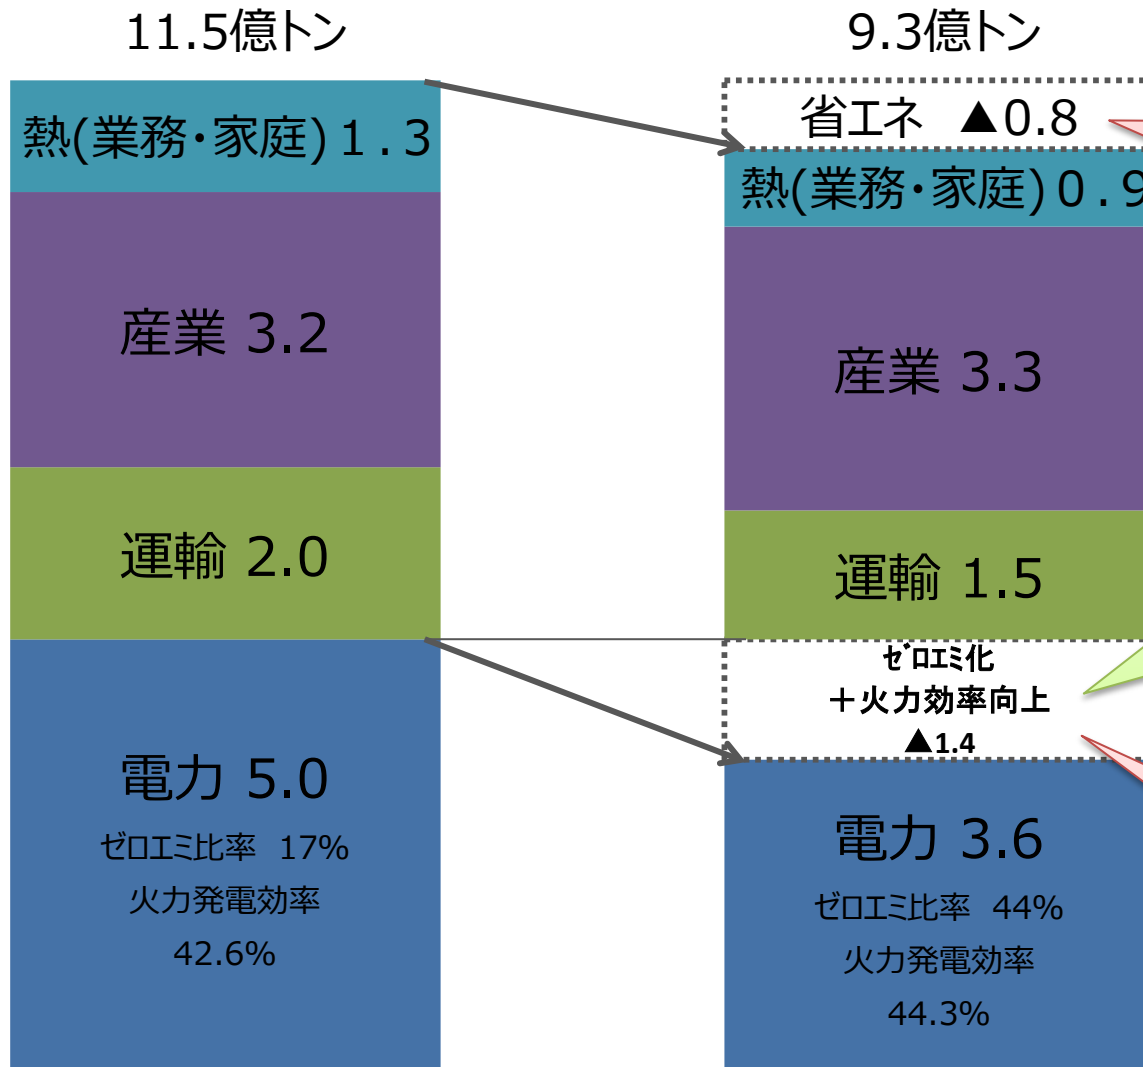 11.5億トン
熱(業務・家庭)1.3
産業 3.2
運輸 2.0
電力 5.0
ゼロエミ比率 17%
火力発電効率
42.6%
9.3億トン
省エネ ▲0.8
熱(業務・家庭)0.9
産業 3.3
運輸 1.5
ｾﾞﾛｴﾐ化
＋火力効率向上
▲1.4
電力 3.6
ゼロエミ比率 44%
火力発電効率
44.3%